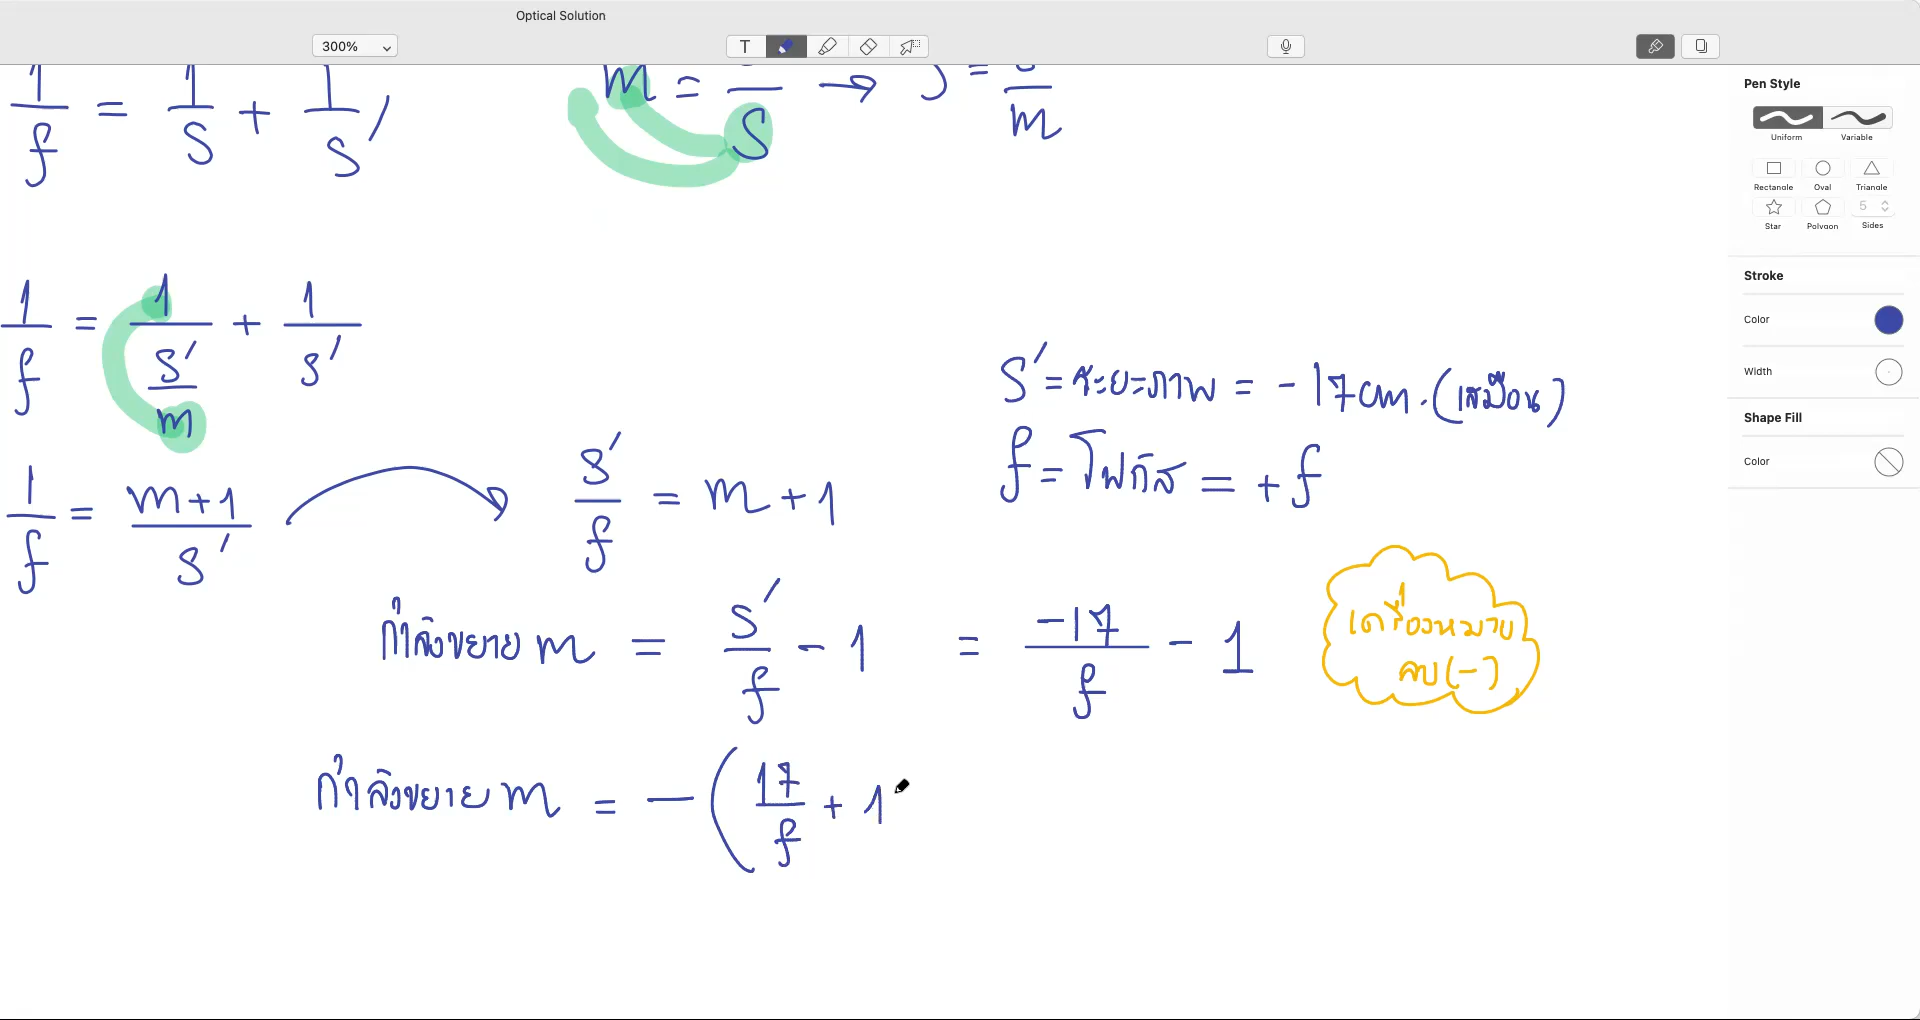 Optical Solution
300%
T
Pen Style
Uniform
Variable
Rectangle
Oval
Triangle
Star
Polygon
5
Sides
Stroke
Color
Width
Shape Fill
Color
1/f = 1/s + 1/s'
m = /s → s = /m
1/f = 1/(s'/m) + 1/s'
s' = ระยะภาพ = -17 cm. (เสมือน)
f = โฟกัส = +f
1/f = (m+1)/s'
s'/f = m+1
กำลังขยาย m = s'/f - 1 = -17/f - 1
เครื่องหมาย
ลบ (-)
กำลังขยาย m = - (17/f + 1